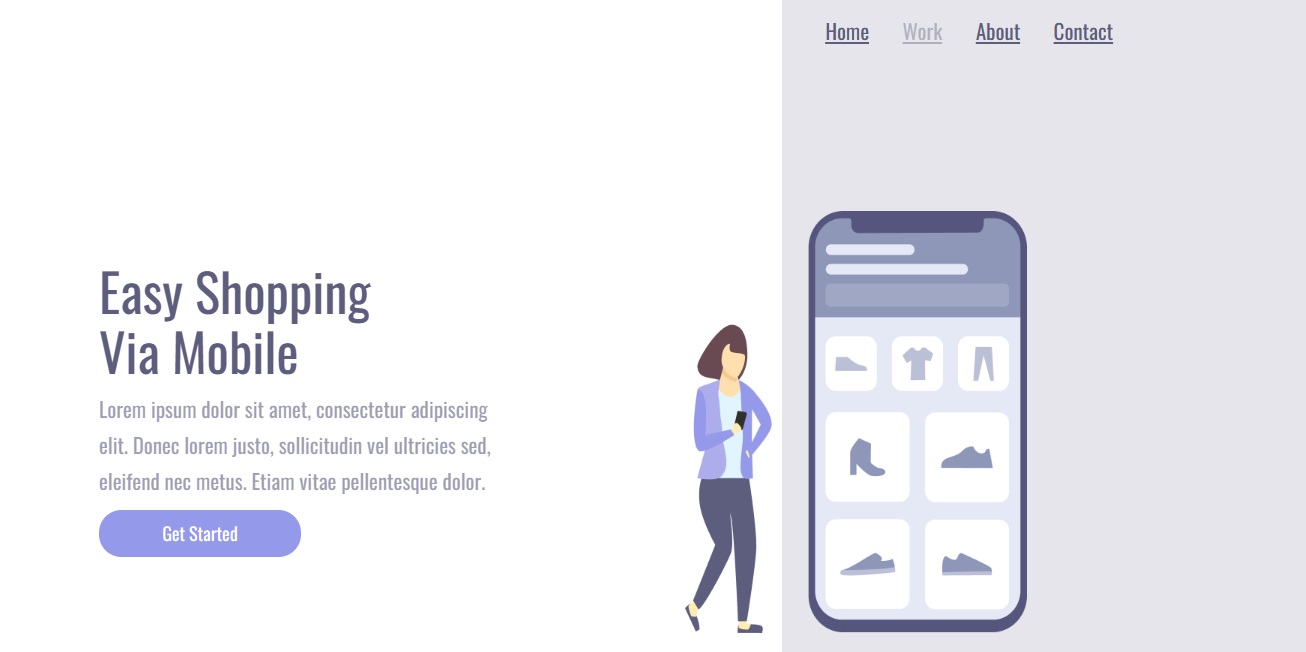 Home Work About Contact
Easy Shopping
Via Mobile
Lorem ipsum dolor sit amet, consectetur adipiscing
elit. Donec lorem justo, sollicitudin vel ultricies sed,
eleifend nec metus. Etiam vitae pellentesque dolor.
Get Started